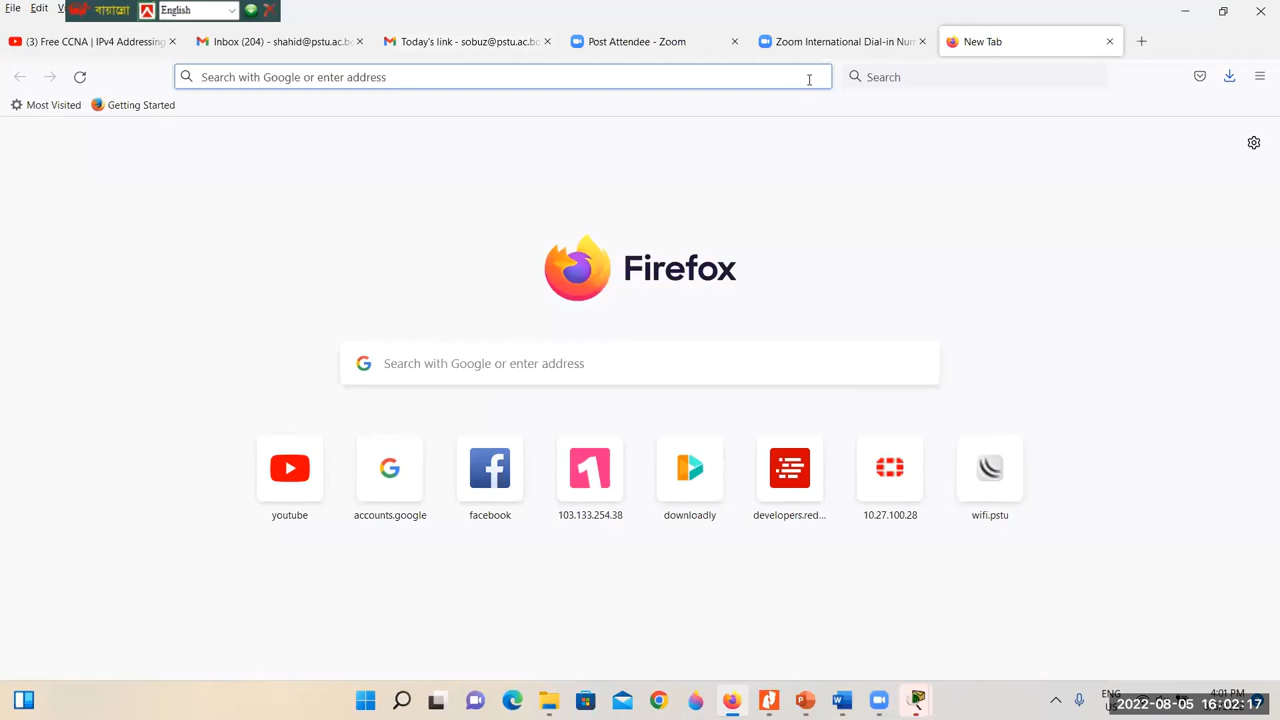 File Edit
বায়ান্নো English
(3) Free CCNA | IPv4 Addressing
Inbox (204) - shahid@pstu.ac.b
Today's link - sobuz@pstu.ac.b
Post Attendee - Zoom
Zoom International Dial-in Num
New Tab
Search with Google or enter address
Search
Most Visited Getting Started
Firefox
Search with Google or enter address
youtube accounts.google facebook 103.133.254.38 downloadly developers.red... 10.27.100.28 wifi.pstu
ENG
4:01 PM
2022-08-05 16:02:17